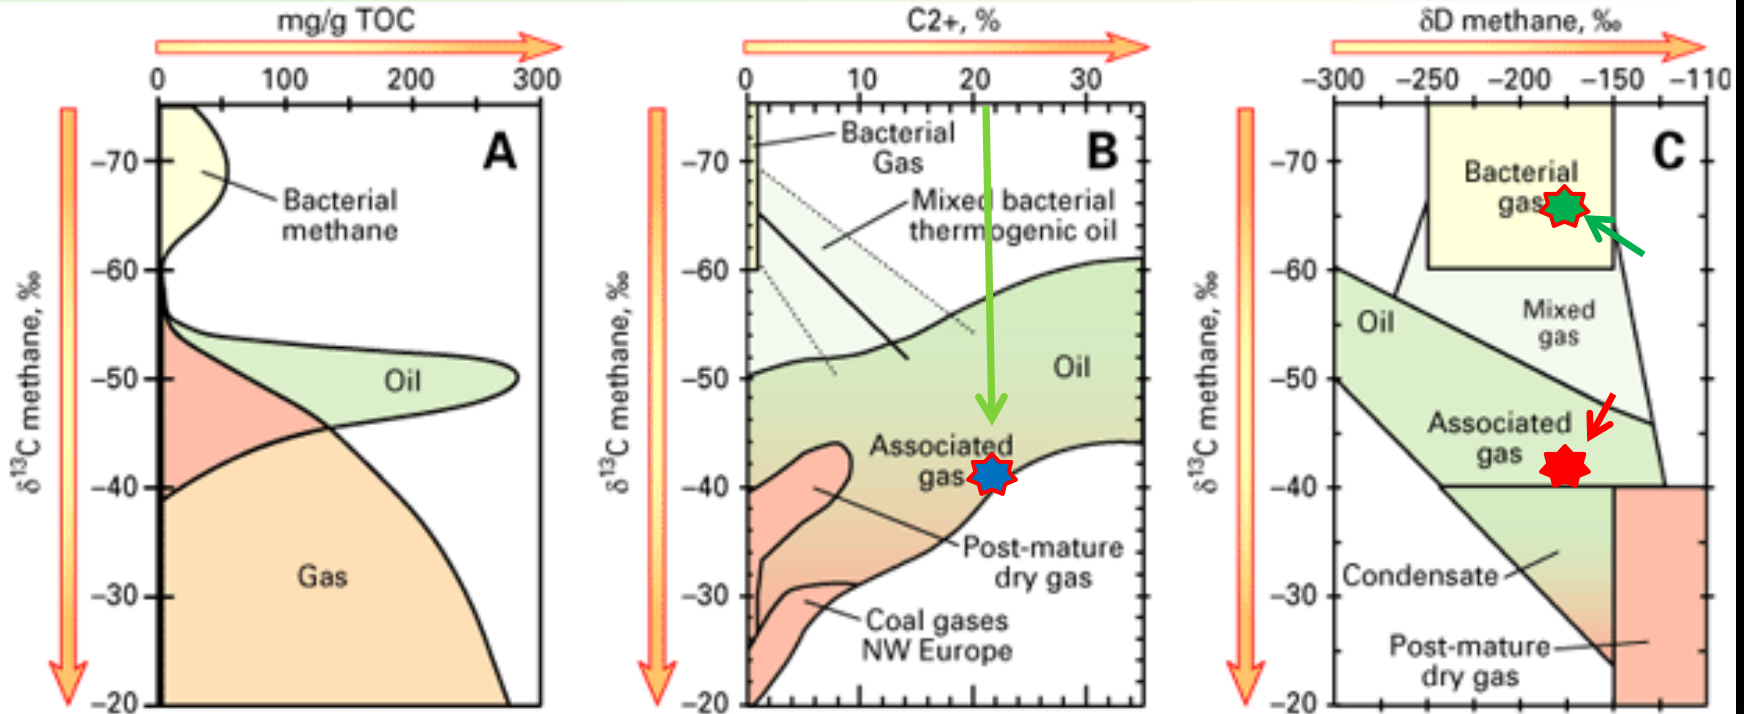 mg/g TOC
0 100 200 300
δ13C methane, ‰
–70
–60
–50
–40
–30
–20
A
Bacterial
methane
Oil
Gas
C2+, %
0 10 20 30
δ13C methane, ‰
–70
–60
–50
–40
–30
–20
B
Bacterial
Gas
Mixed bacterial
thermogenic oil
Oil
Associated
gas
Post-mature
dry gas
Coal gases
NW Europe
δD methane, ‰
–300 –250 –200 –150 –110
δ13C methane, ‰
–70
–60
–50
–40
–30
–20
C
Bacterial
gas
Mixed
gas
Oil
Associated
gas
Condensate
Post-mature
dry gas